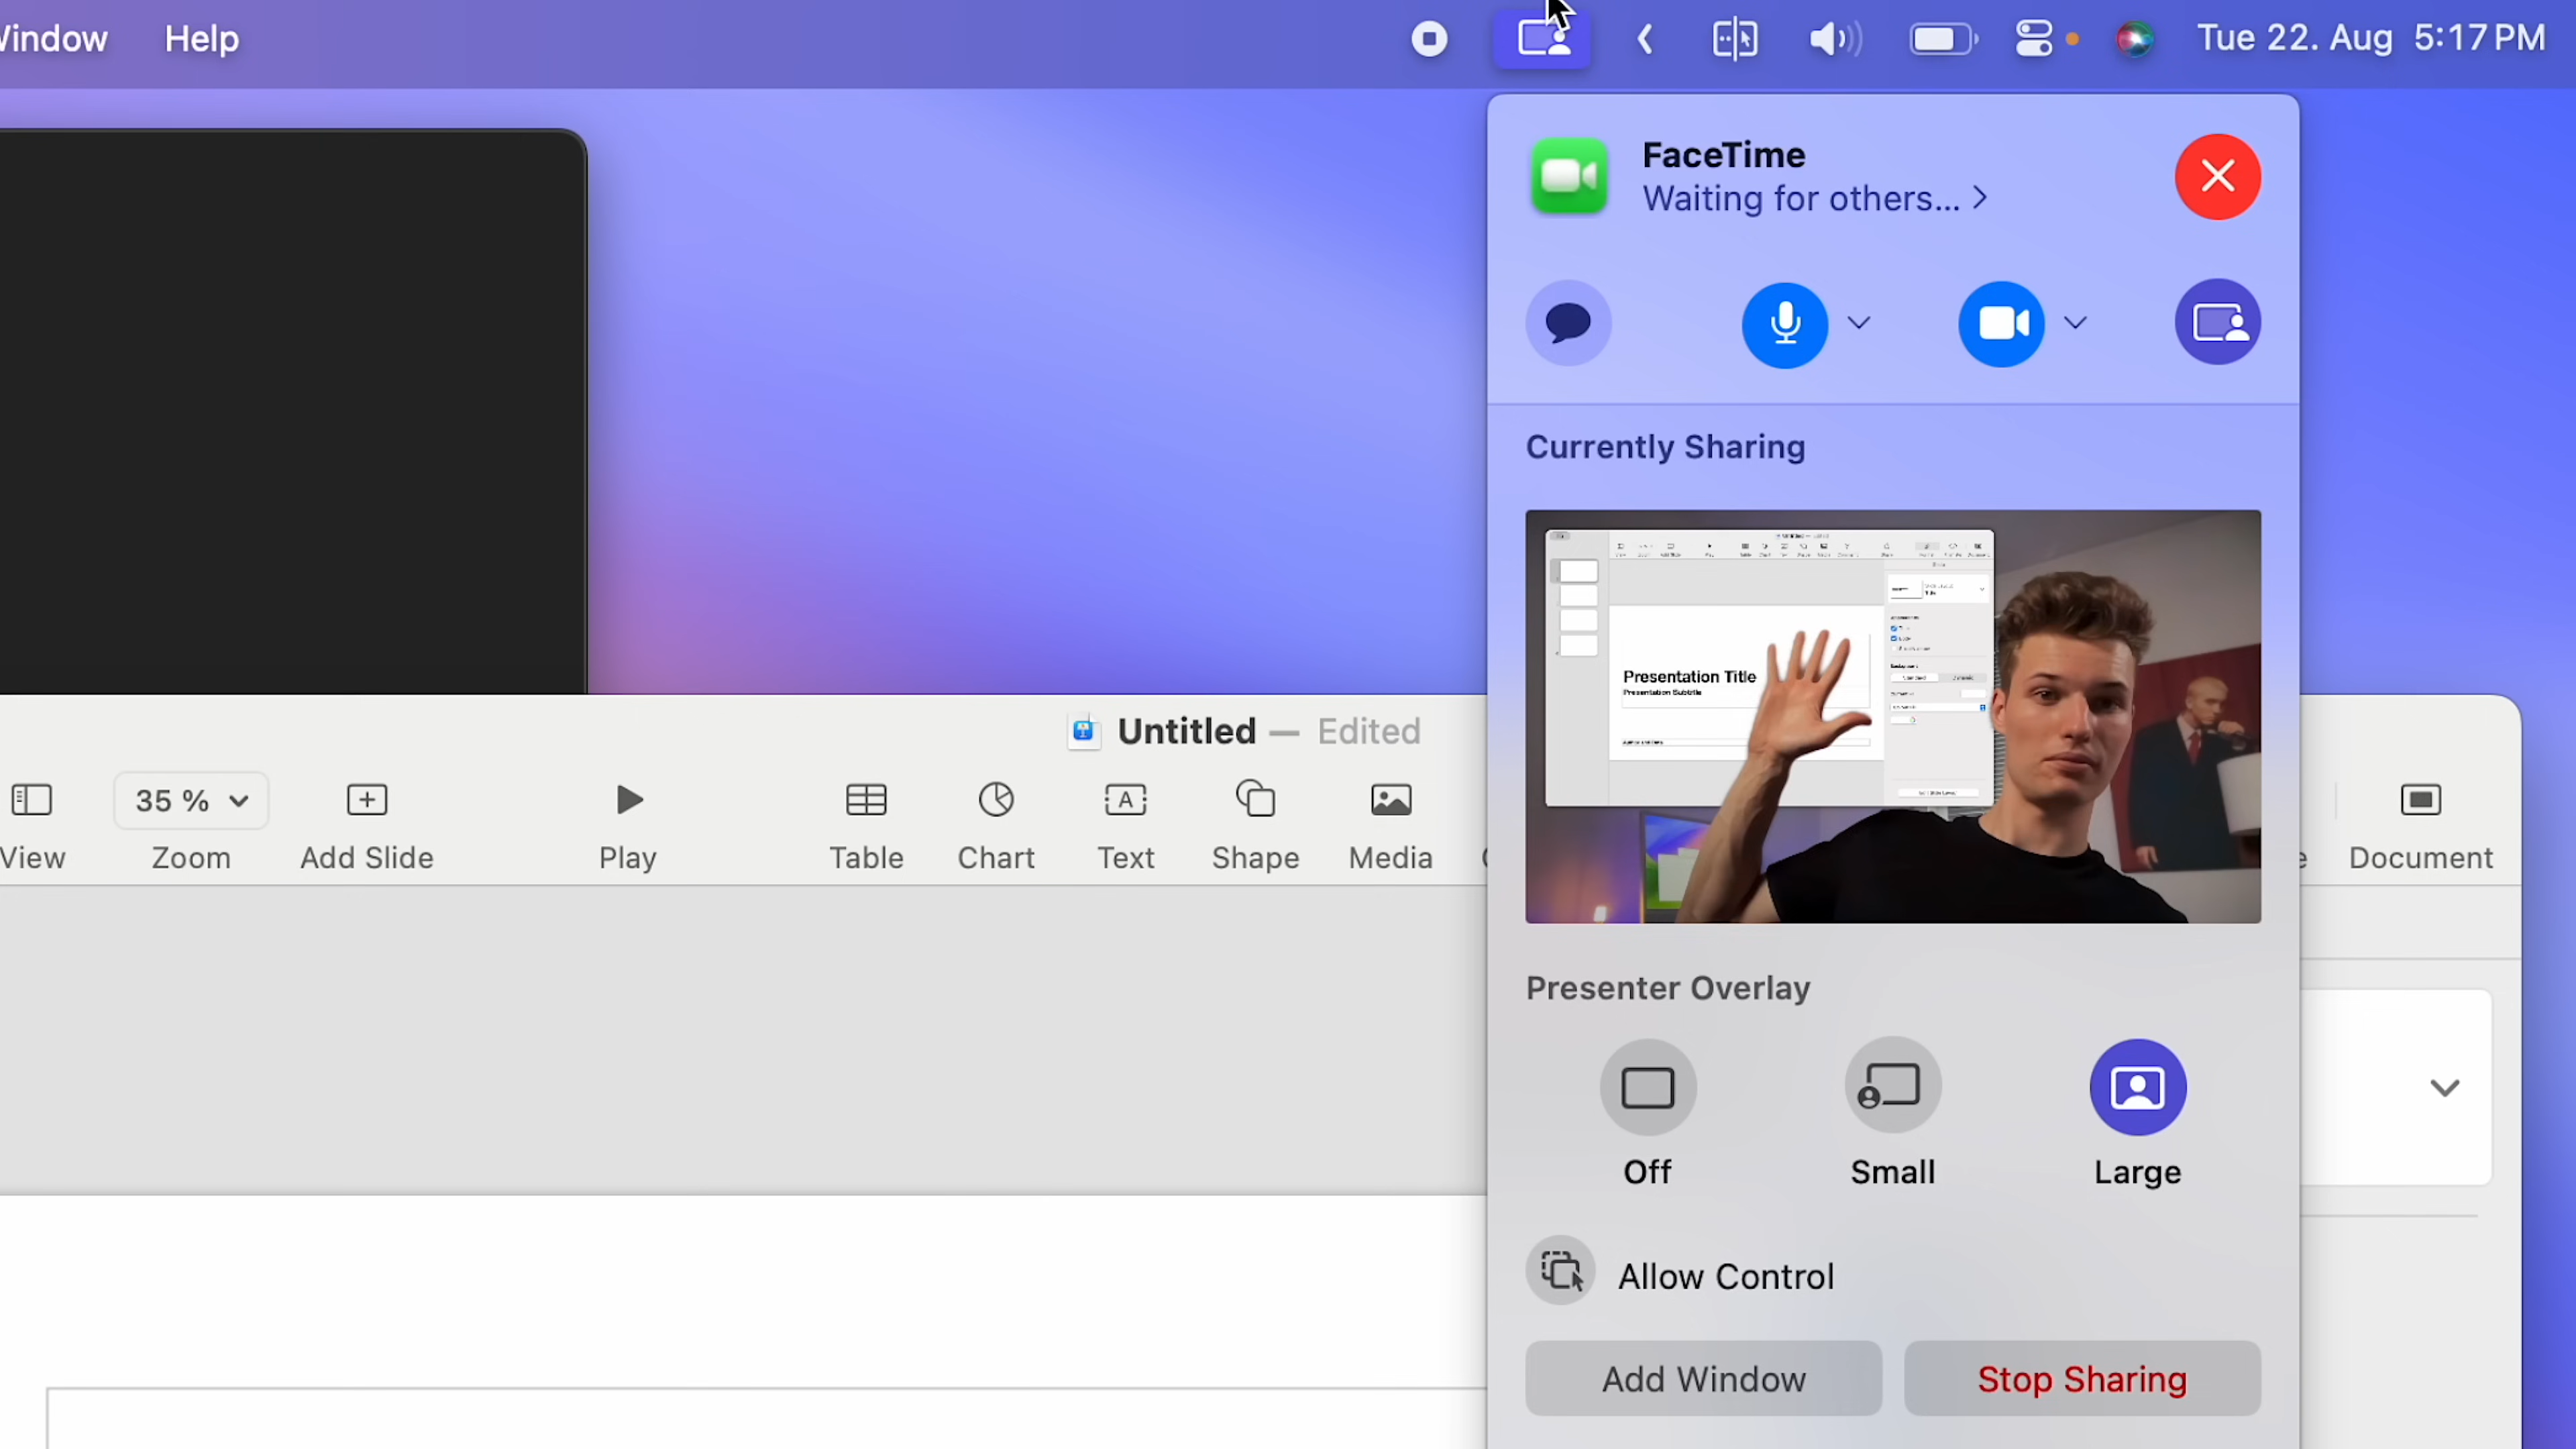 Window Help
Tue 22. Aug 5:17 PM
FaceTime
Waiting for others... >
Currently Sharing
Presentation Title
Presentation Subtitle
Untitled — Edited
35 %
View Zoom Add Slide Play Table Chart Text Shape Media Document
Presenter Overlay
Off Small Large
Allow Control
Add Window Stop Sharing